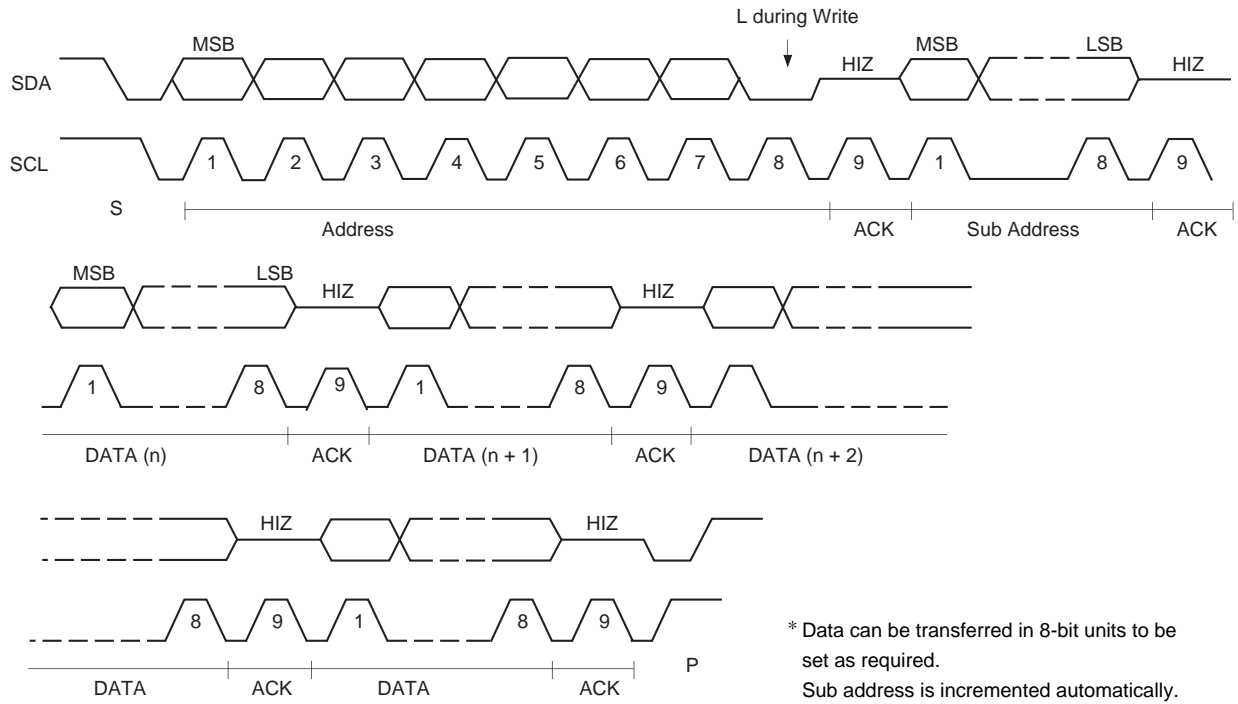 L during Write
MSB MSB LSB
SDA HIZ HIZ
SCL 1 2 3 4 5 6 7 8 9 1 8 9
S
Address ACK Sub Address ACK
MSB LSB HIZ HIZ
1 8 9 1 8 9
DATA (n) ACK DATA (n + 1) ACK DATA (n + 2)
HIZ HIZ
8 9 1 8 9
P
DATA ACK DATA ACK
* Data can be transferred in 8-bit units to be
set as required.
Sub address is incremented automatically.